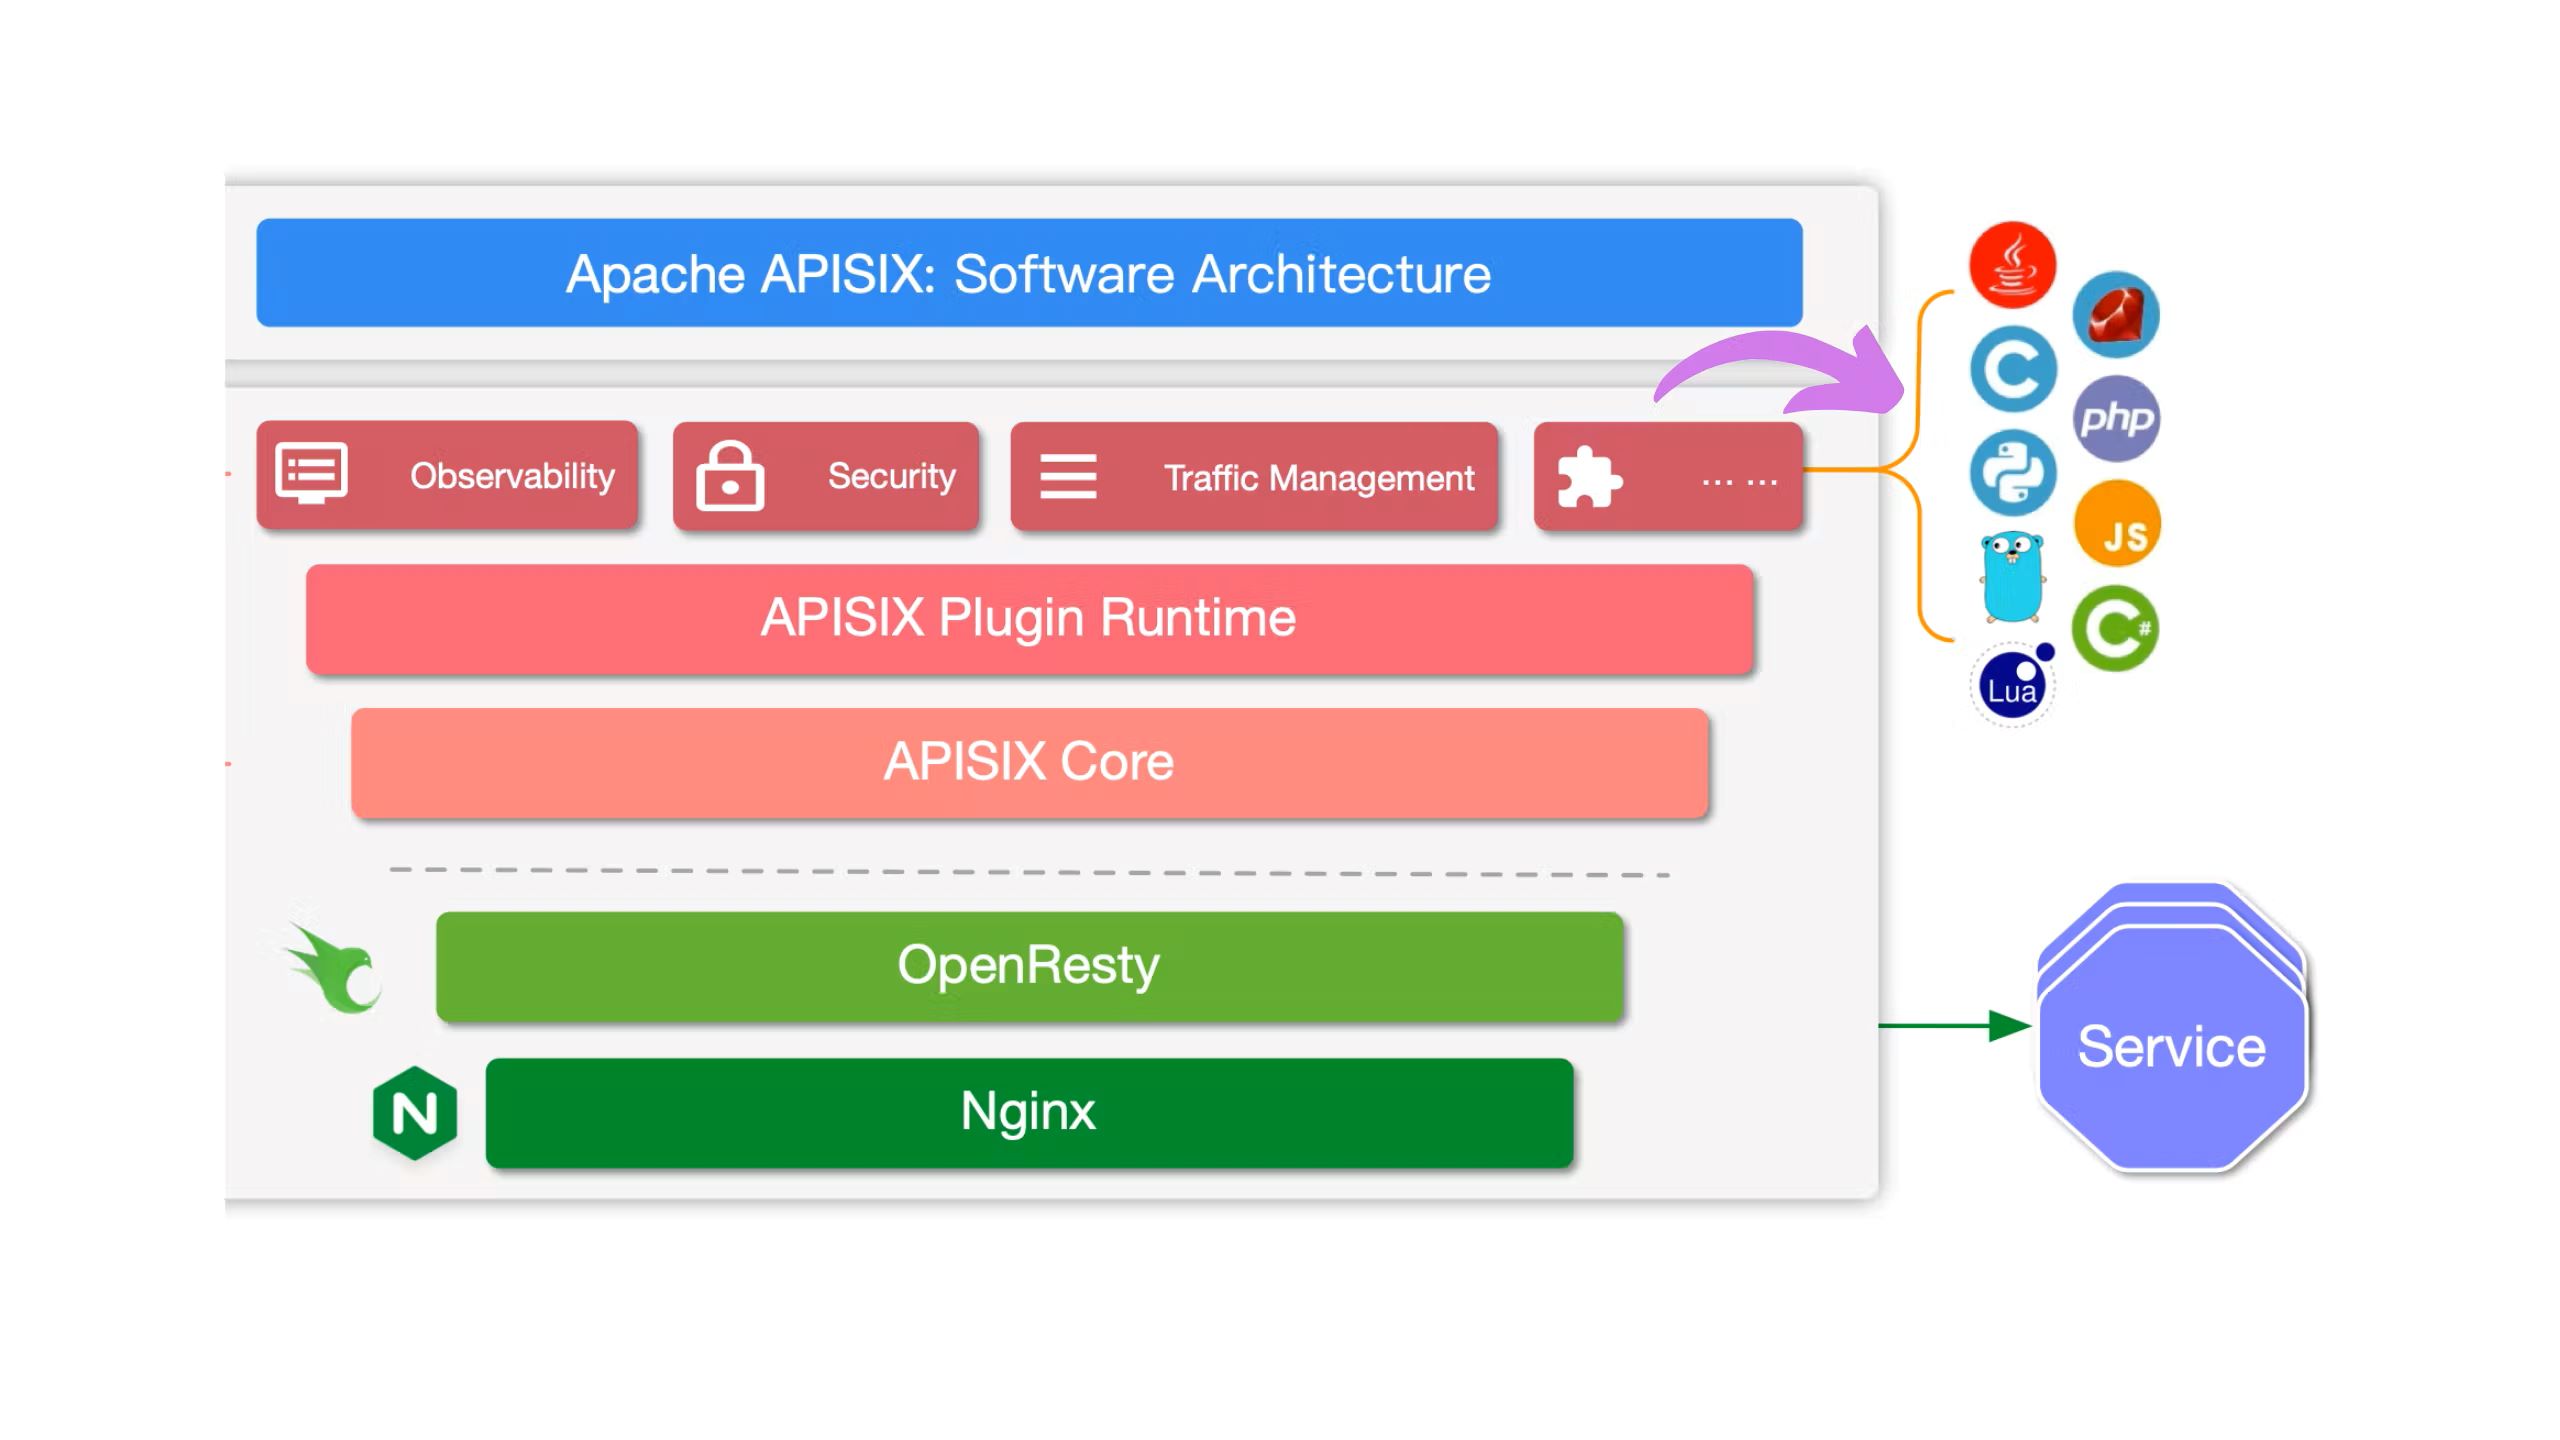 Apache APISIX: Software Architecture
Observability
Security
Traffic Management
... ...
APISIX Plugin Runtime
APISIX Core
OpenResty
N
Nginx
C
php
JS
C#
Lua
Service